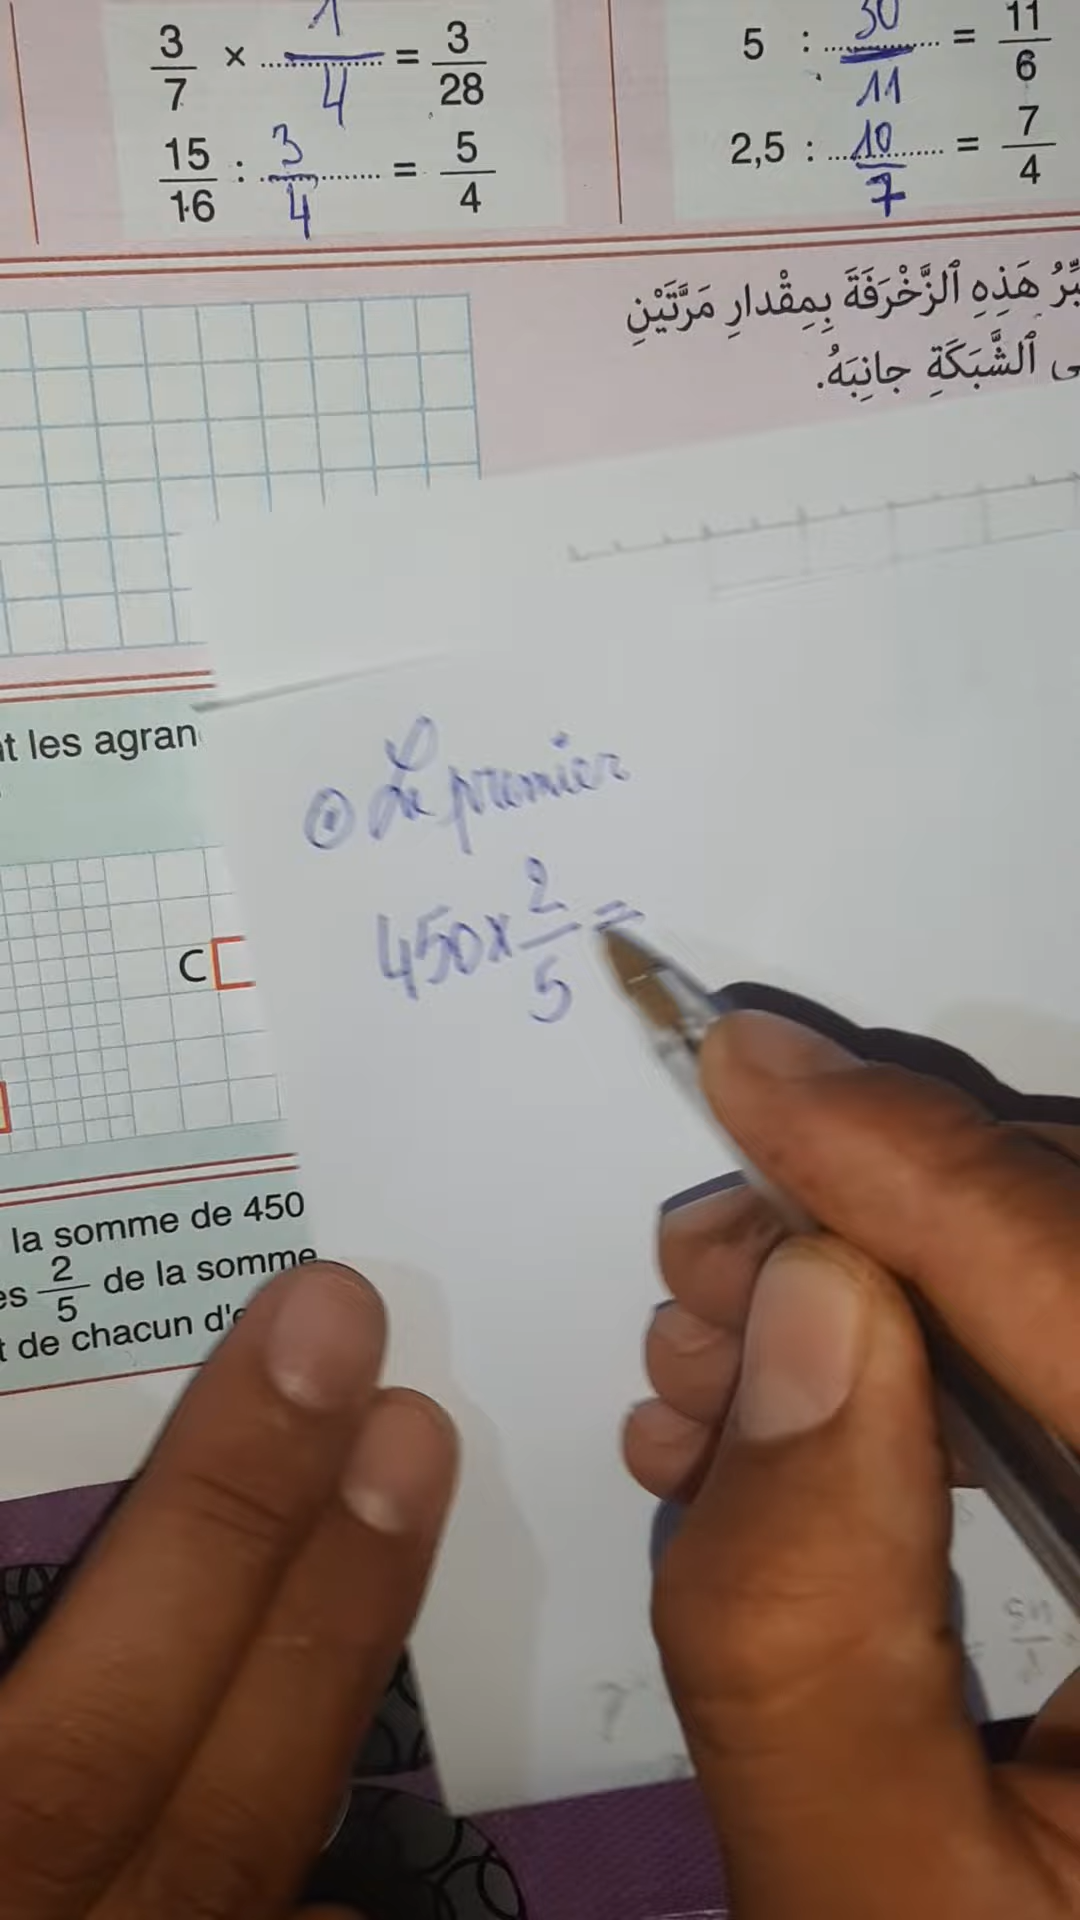 3/7 × 1/4 = 3/28
15/16 : 3/4 = 5/4
5 : 30/11 = 11/6
2,5 : 10/7 = 7/4
هَذِهِ ٱلزَّخْرَفَةَ بِمِقْدارِ مَرَّتَيْنِ
ٱلشَّبَكَةِ جانِبَهُ.
t les agran
C
la somme de 450
es 2/5 de la somme
t de chacun d'e
⊙ Le premier
450 × 2/5 =